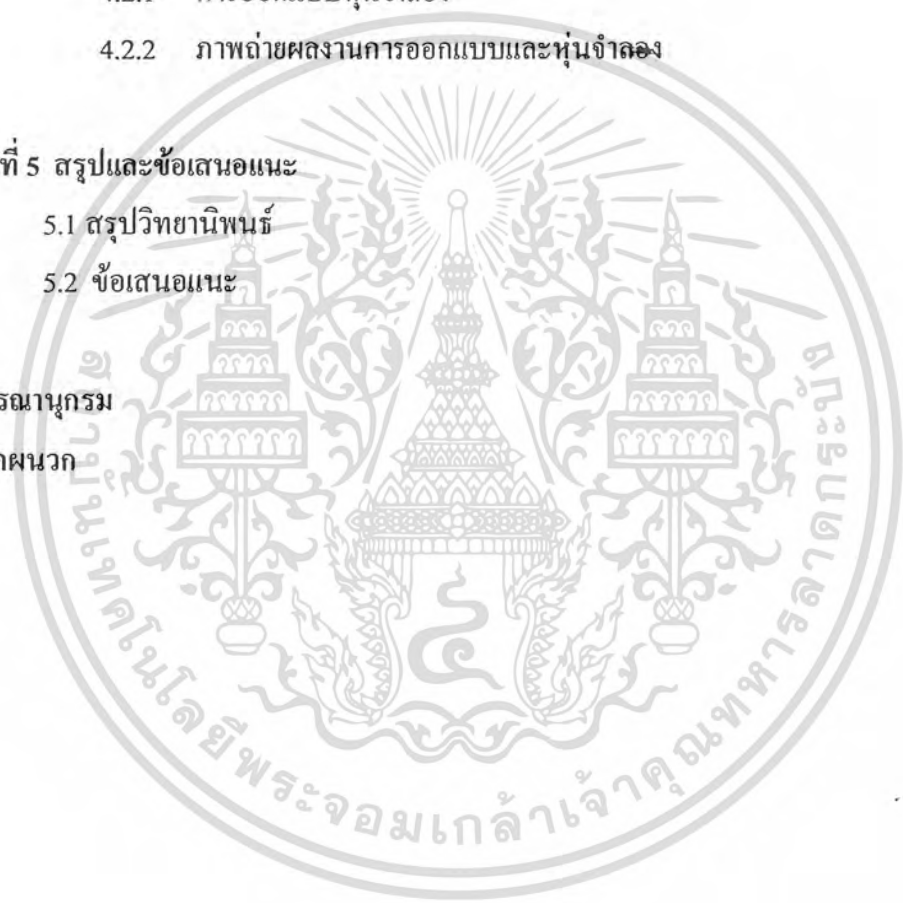 4.2.2 ภาพถ่ายผลงานการออกแบบและหุ่นจำลอง
ที่ 5 สรุปและข้อเสนอแนะ
5.1 สรุปวิทยานิพนธ์
5.2 ข้อเสนอแนะ
รณานุกรม
าผนวก
สถาบันเทคโนโลยีพระจอมเกล้าเจ้าคุณทหารลาดกระบัง
๔